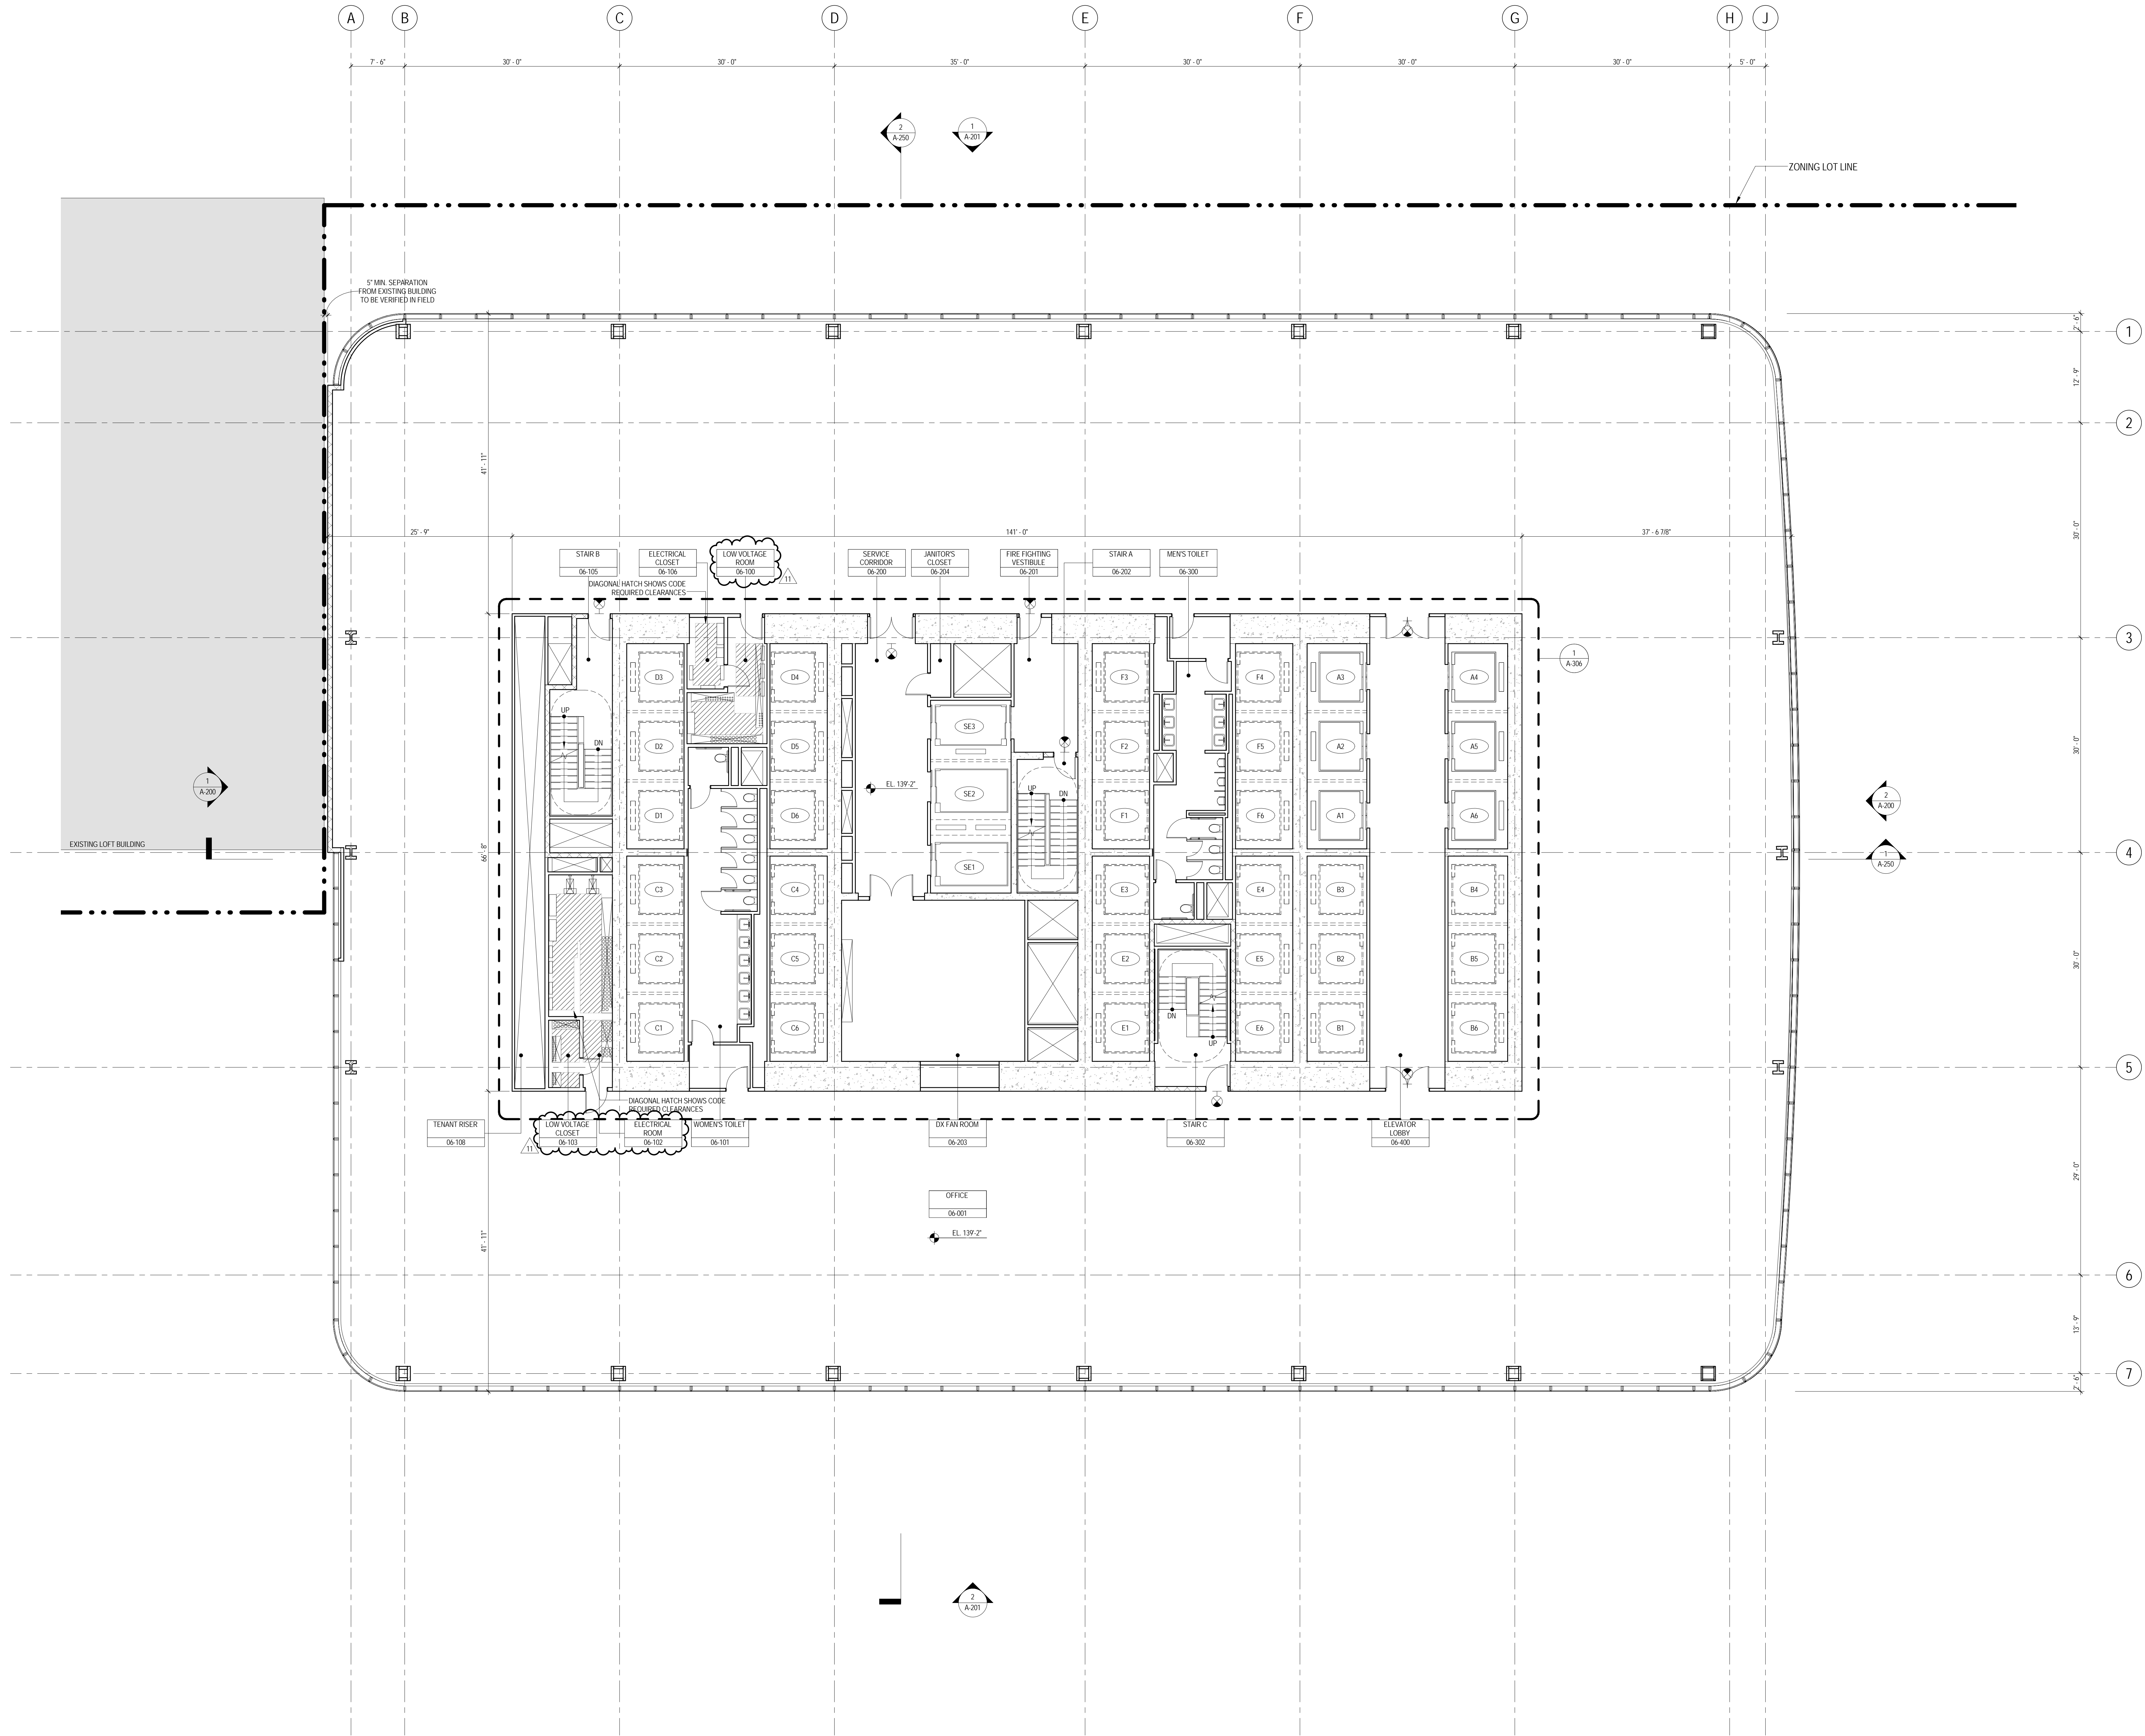 A
B
C
D
E
F
G
H
J
7' - 6"
30' - 0"
30' - 0"
35' - 0"
30' - 0"
30' - 0"
30' - 0"
5' - 0"
2
A-250
1
A-201
ZONING LOT LINE
5" MIN. SEPARATION
FROM EXISTING BUILDING
TO BE VERIFIED IN FIELD
2' - 6"
1
12' - 9"
2
41' - 11"
30' - 0"
25' - 9"
141' - 0"
37' - 6 7/8"
STAIR B
06-105
ELECTRICAL
CLOSET
06-106
LOW VOLTAGE
ROOM
06-100
11
SERVICE
CORRIDOR
06-200
JANITOR'S
CLOSET
06-204
FIRE FIGHTING
VESTIBULE
06-201
STAIR A
06-202
MEN'S TOILET
06-300
DIAGONAL HATCH SHOWS CODE
REQUIRED CLEARANCES
3
1
A-306
D3
D4
F3
F4
A3
A4
UP
DN
SE3
D2
D5
F2
F5
A2
A5
30' - 0"
EL. 139'-2"
SE2
UP
DN
1
A-200
2
A-200
D1
D6
F1
F6
A1
A6
EXISTING LOFT BUILDING
66' - 8"
4
1
A-250
SE1
C3
C4
E3
E4
B3
B4
C2
C5
E2
E5
B2
B5
30' - 0"
DN
C1
C6
E1
E6
B1
B6
UP
5
DIAGONAL HATCH SHOWS CODE
REQUIRED CLEARANCES
TENANT RISER
06-108
11
LOW VOLTAGE
CLOSET
06-103
ELECTRICAL
ROOM
06-102
WOMEN'S TOILET
06-101
DX FAN ROOM
06-203
STAIR C
06-302
ELEVATOR
LOBBY
06-400
29' - 0"
OFFICE
06-001
EL. 139'-2"
41' - 11"
6
13' - 9"
7
2' - 6"
2
A-201